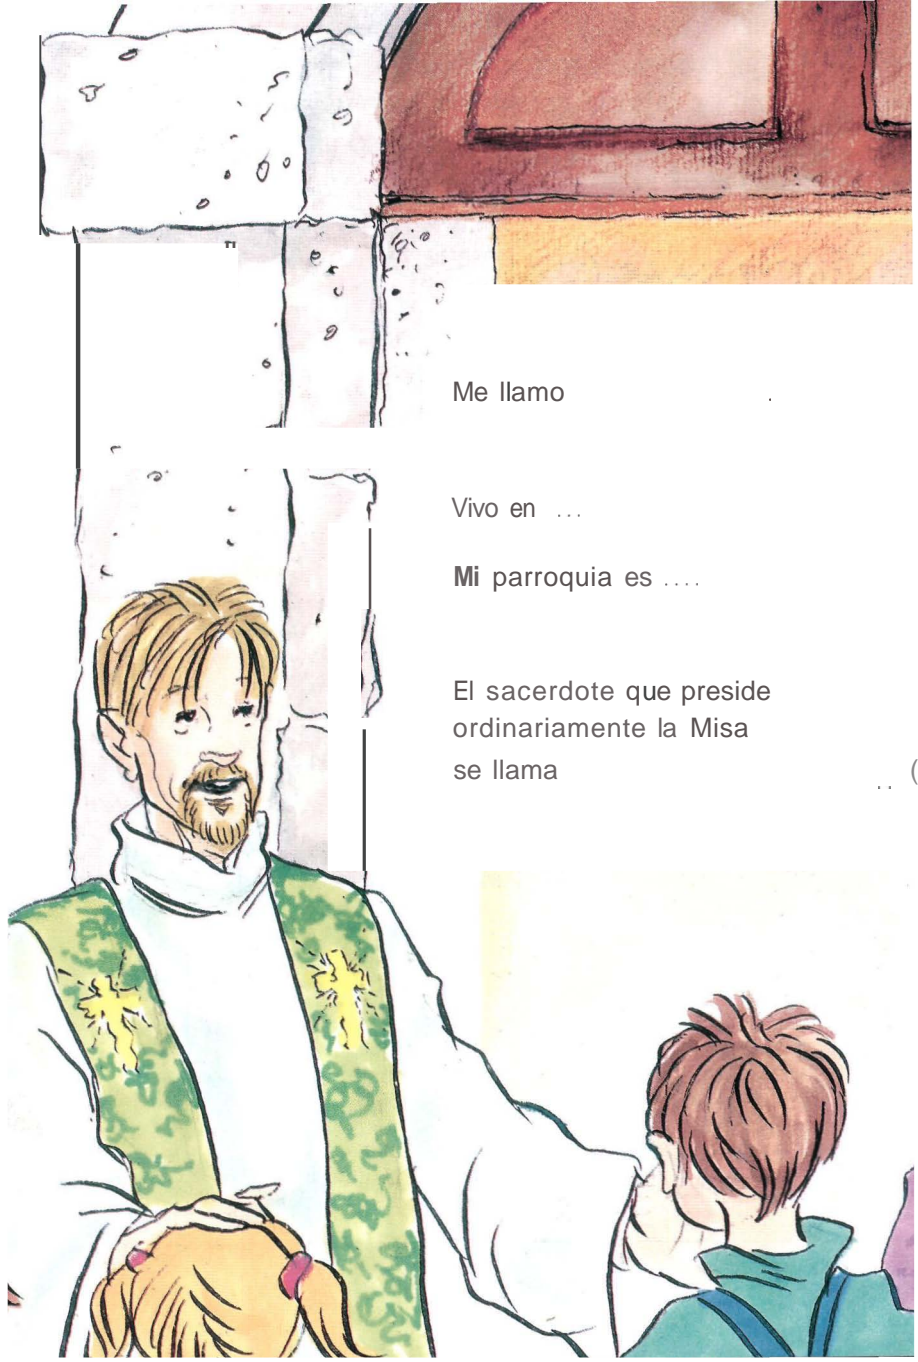 Me llamo .
Vivo en ...
Mi parroquia es ....
El sacerdote que preside
ordinariamente la Misa
se llama .. (